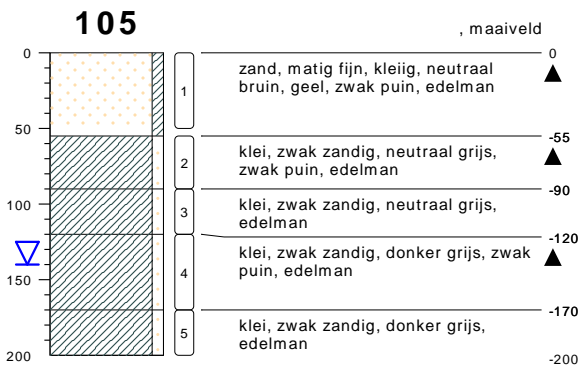 105
, maaiveld
0
50
100
150
200
1
2
3
4
5
zand, matig fijn, kleiig, neutraal
bruin, geel, zwak puin, edelman
klei, zwak zandig, neutraal grijs,
zwak puin, edelman
klei, zwak zandig, neutraal grijs,
edelman
klei, zwak zandig, donker grijs, zwak
puin, edelman
klei, zwak zandig, donker grijs,
edelman
0
-55
-90
-120
-170
-200